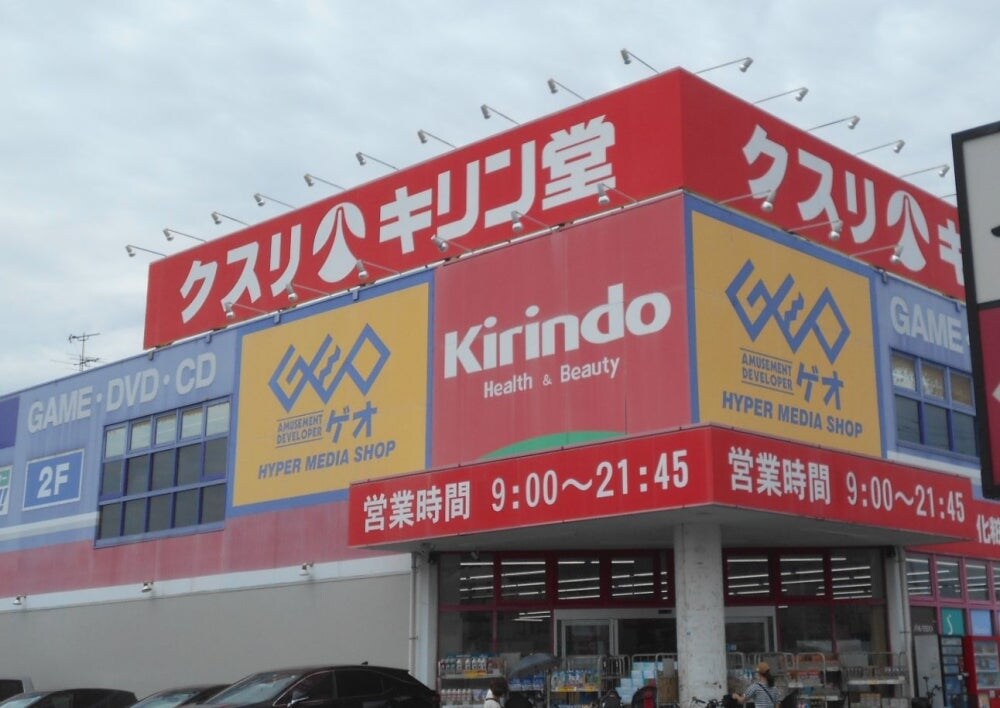 クスリ キリン堂
クスリ キ
GAME・DVD・CD
2F
GEO
AMUSEMENT
DEVELOPER
ゲオ
HYPER MEDIA SHOP
Kirindo
Health & Beauty
GEO
AMUSEMENT
DEVELOPER
ゲオ
HYPER MEDIA SHOP
GAME
営業時間 9:00～21:45
営業時間 9:00～21:45
化粧